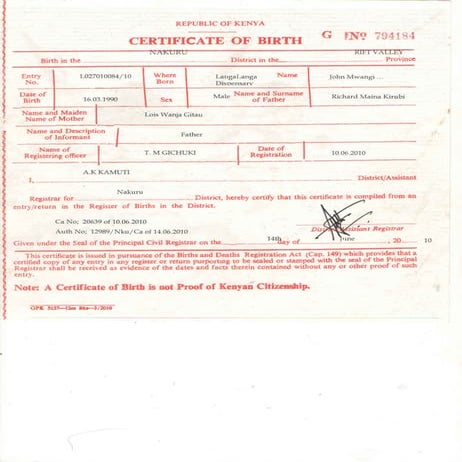 REPUBLIC OF KENYA
CERTIFICATE OF BIRTH G No 794184
NAKURU RIFT VALLEY
Birth in the District in the Province
Entry No. 1.027010084/10 Where Born LangaLanga Dispensary Name John Mwangi ...
Date of Birth 16.03.1990 Sex Male Name and Surname of Father Richard Maina Kirubi
Name and Maiden Name of Mother Lois Wanja Gitau
Name and Description of Informant Father
Name of Registering officer T. M GICHUKI Date of Registration 10.06.2010
A.K KAMUTI
I, District/Assistant
Nakuru
Registrar for District, hereby certify that this certificate is compiled from an
entry/return in the Register of Births in the District.
Ca No; 20639 of 10.06.2010
Auth No; 12989/Nku/Ca of 14.06.2010
District/Assistant Registrar
Given under the Seal of the Principal Civil Registrar on the 14th day of June 20 10
This certificate is issued in pursuance of the Births and Deaths Registration Act (Cap. 149) which provides that a
certified copy of any entry in any register or return purporting to be sealed or stamped with the seal of the Principal
Registrar shall be received as evidence of the dates and facts therein contained without any or other proof of such
entry.
Note: A Certificate of Birth is not Proof of Kenyan Citizenship.